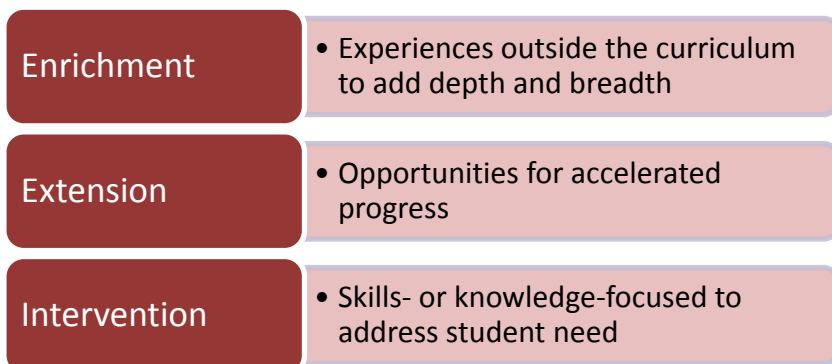 Enrichment
• Experiences outside the curriculum
to add depth and breadth
Extension
• Opportunities for accelerated
progress
Intervention
• Skills- or knowledge-focused to
address student need